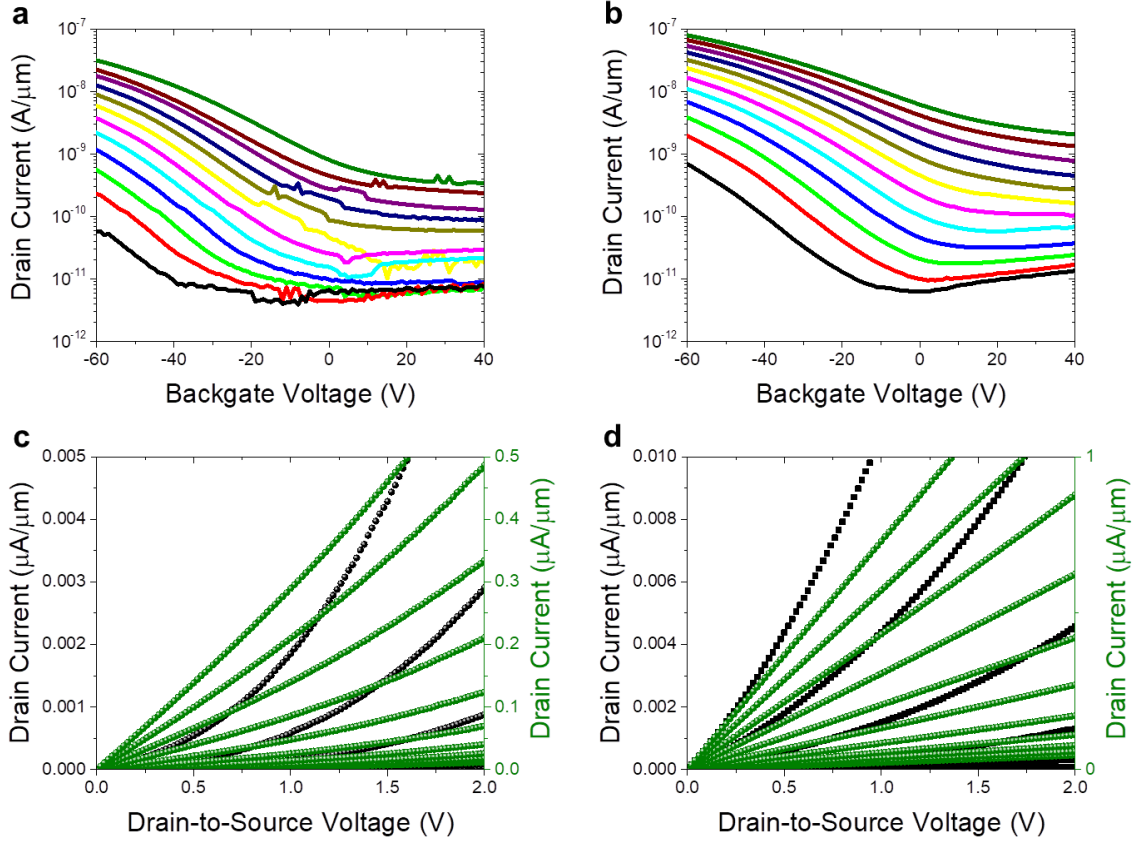 a
10⁻⁷
10⁻⁸
10⁻⁹
10⁻¹⁰
10⁻¹¹
10⁻¹²
Drain Current (A/μm)
-60 -40 -20 0 20 40
Backgate Voltage (V)
b
10⁻⁷
10⁻⁸
10⁻⁹
10⁻¹⁰
10⁻¹¹
10⁻¹²
Drain Current (A/um)
-60 -40 -20 0 20 40
Backgate Voltage (V)
c
0.005
0.004
0.003
0.002
0.001
0.000
Drain Current (μA/μm)
0.5
0.4
0.3
0.2
0.1
0.0
Drain Current (μA/μm)
0.0 0.5 1.0 1.5 2.0
Drain-to-Source Voltage (V)
d
0.010
0.008
0.006
0.004
0.002
0.000
Drain Current (μA/μm)
1
0
Drain Current (μA/μm)
0.0 0.5 1.0 1.5 2.0
Drain-to-Source Voltage (V)